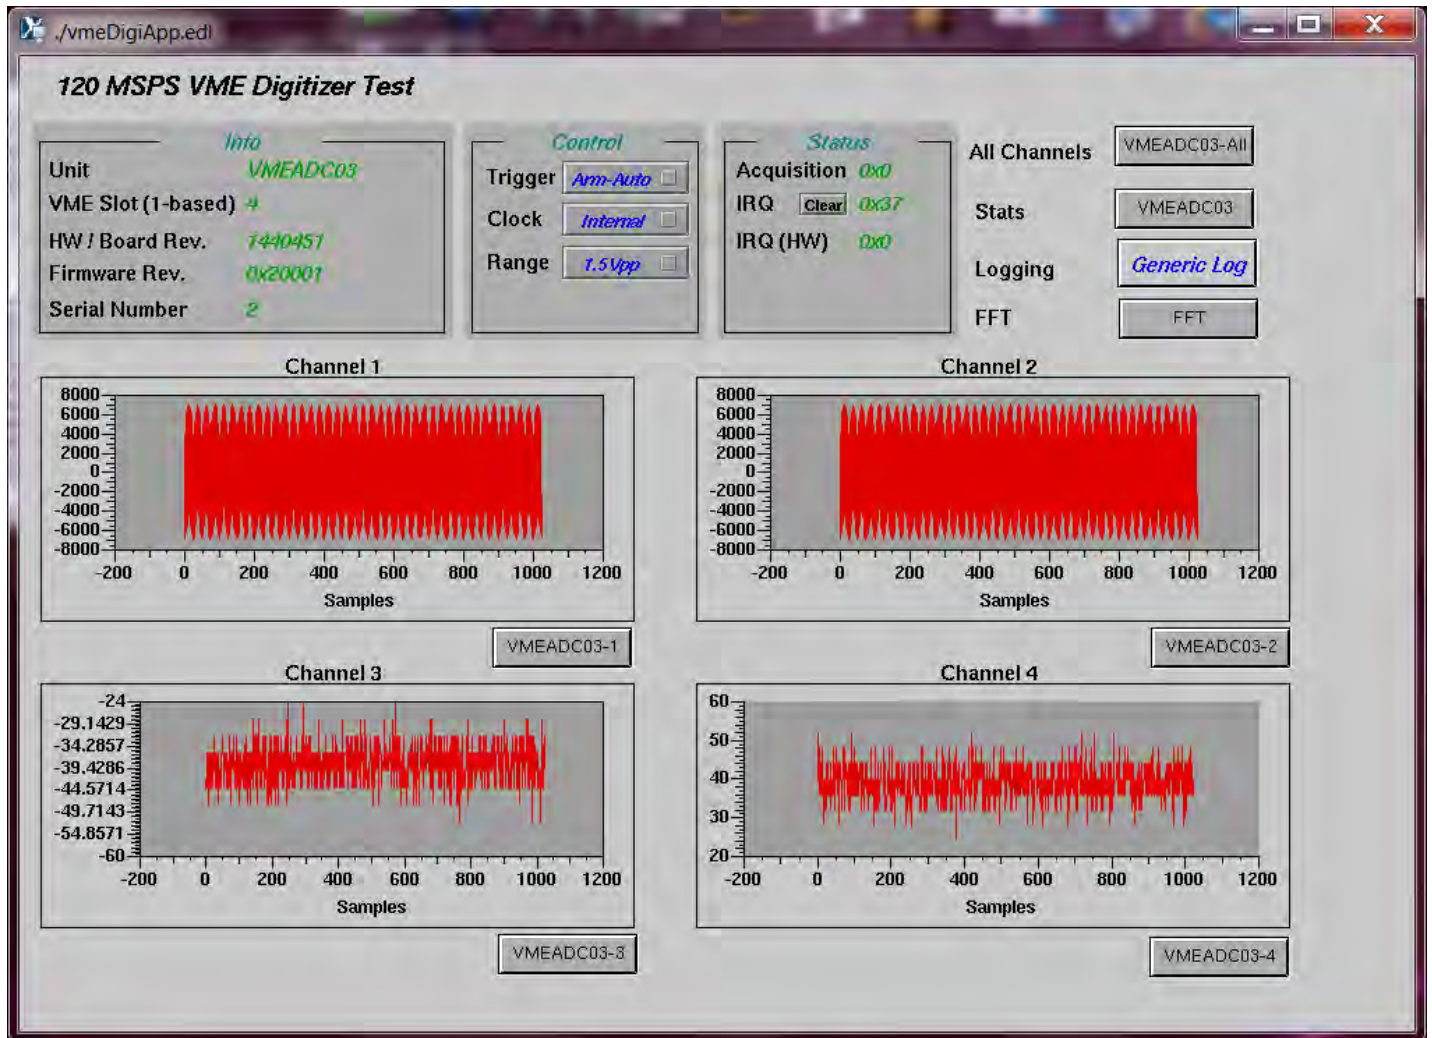 ./vmeDigiApp.edl
120 MSPS VME Digitizer Test
Info
Unit VMEADC03
VME Slot (1-based) 4
HW / Board Rev. 1440451
Firmware Rev. 0x20001
Serial Number 2
Control
Trigger Arm-Auto
Clock Internal
Range 1.5Vpp
Status
Acquisition 0x0
IRQ Clear 0x37
IRQ (HW) 0x0
All Channels VMEADC03-All
Stats VMEADC03
Logging Generic Log
FFT FFT
Channel 1
8000
6000
4000
2000
0
-2000
-4000
-6000
-8000
-200 0 200 400 600 800 1000 1200
Samples
VMEADC03-1
Channel 2
8000
6000
4000
2000
0
-2000
-4000
-6000
-8000
-200 0 200 400 600 800 1000 1200
Samples
VMEADC03-2
Channel 3
-24
-29.1429
-34.2857
-39.4286
-44.5714
-49.7143
-54.8571
-60
-200 0 200 400 600 800 1000 1200
Samples
VMEADC03-3
Channel 4
60
50
40
30
20
-200 0 200 400 600 800 1000 1200
Samples
VMEADC03-4